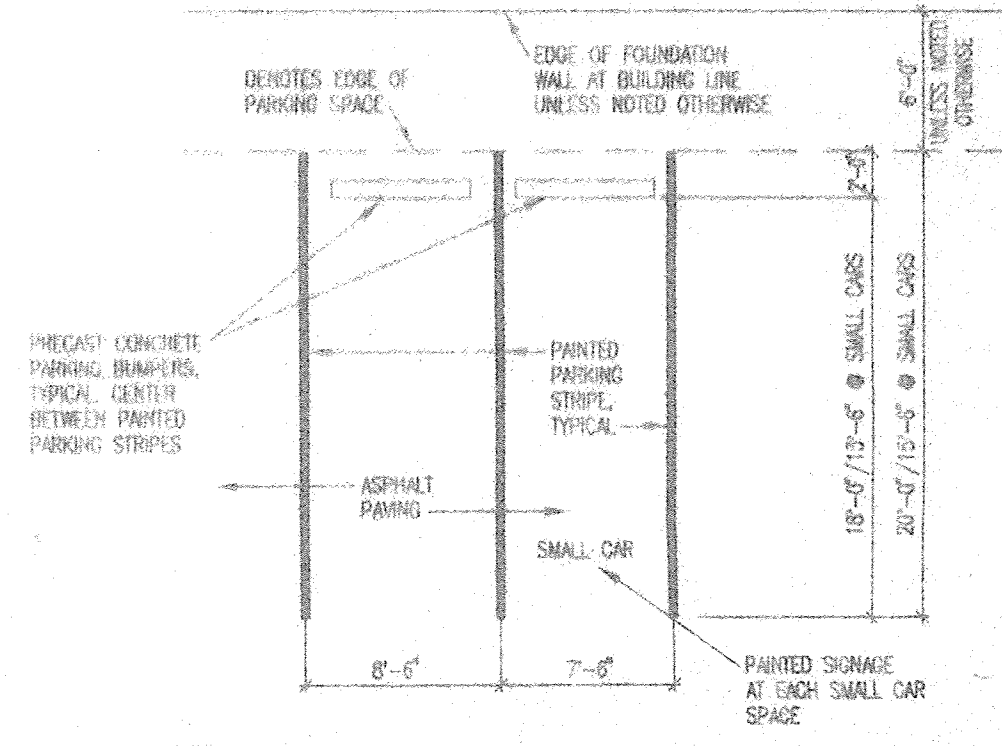 EDGE OF FOUNDATION
WALL AT BUILDING LINE
UNLESS NOTED OTHERWISE
DENOTES EDGE OF
PARKING SPACE
6'-0"
UNLESS NOTED
OTHERWISE
2'-0"
PRECAST CONCRETE
PARKING BUMPERS,
TYPICAL. CENTER
BETWEEN PAINTED
PARKING STRIPES
PAINTED
PARKING
STRIPE,
TYPICAL
18'-0"/13'-6" @ SMALL CARS
20'-0"/15'-6" @ SMALL CARS
ASPHALT
PAVING
SMALL CAR
8'-6"
7'-6"
PAINTED SIGNAGE
AT EACH SMALL CAR
SPACE